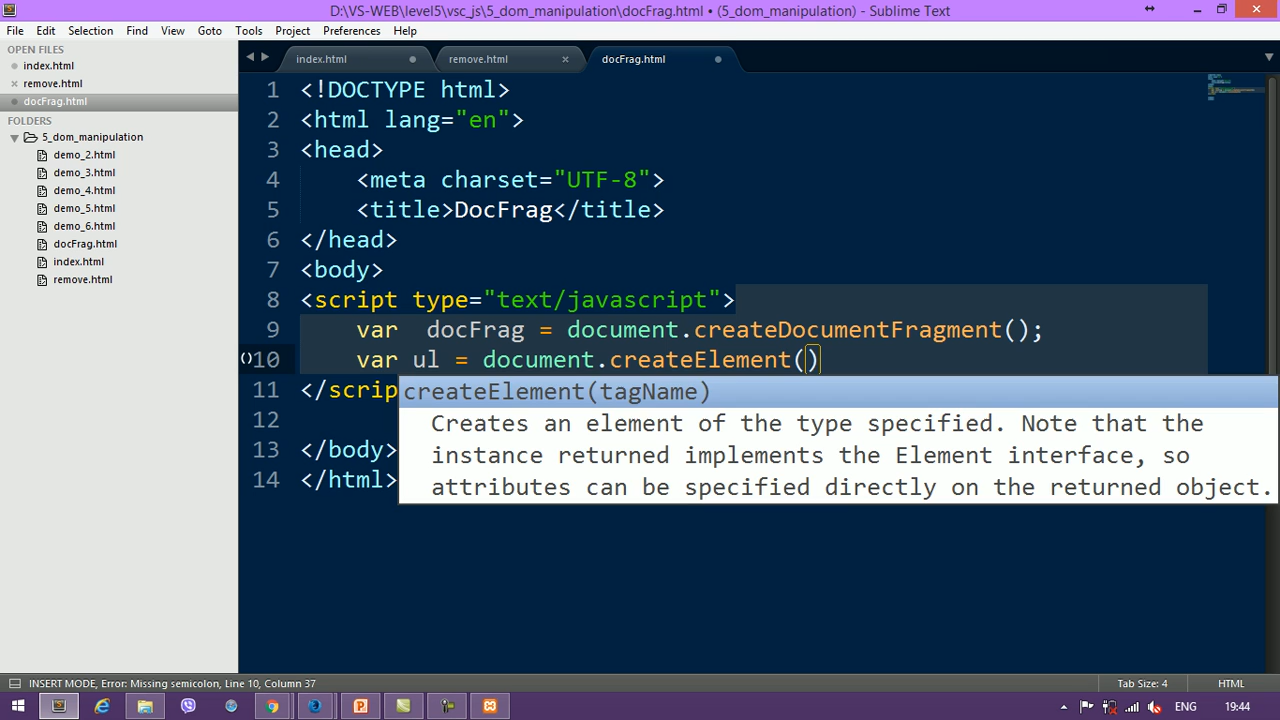 D:\VS-WEB\level5\vsc_js\5_dom_manipulation\docFrag.html • (5_dom_manipulation) - Sublime Text
File Edit Selection Find View Goto Tools Project Preferences Help
OPEN FILES
index.html
remove.html
docFrag.html
FOLDERS
5_dom_manipulation
demo_2.html
demo_3.html
demo_4.html
demo_5.html
demo_6.html
docFrag.html
index.html
remove.html
index.html remove.html docFrag.html
1 <!DOCTYPE html>
2 <html lang="en">
3 <head>
4 <meta charset="UTF-8">
5 <title>DocFrag</title>
6 </head>
7 <body>
8 <script type="text/javascript">
9 var  docFrag = document.createDocumentFragment();
10 var ul = document.createElement()
11 </scrip
12
13 </body>
14 </html>
createElement(tagName)
Creates an element of the type specified. Note that the
instance returned implements the Element interface, so
attributes can be specified directly on the returned object.
INSERT MODE, Error: Missing semicolon, Line 10, Column 37 Tab Size: 4 HTML
ENG 19:44